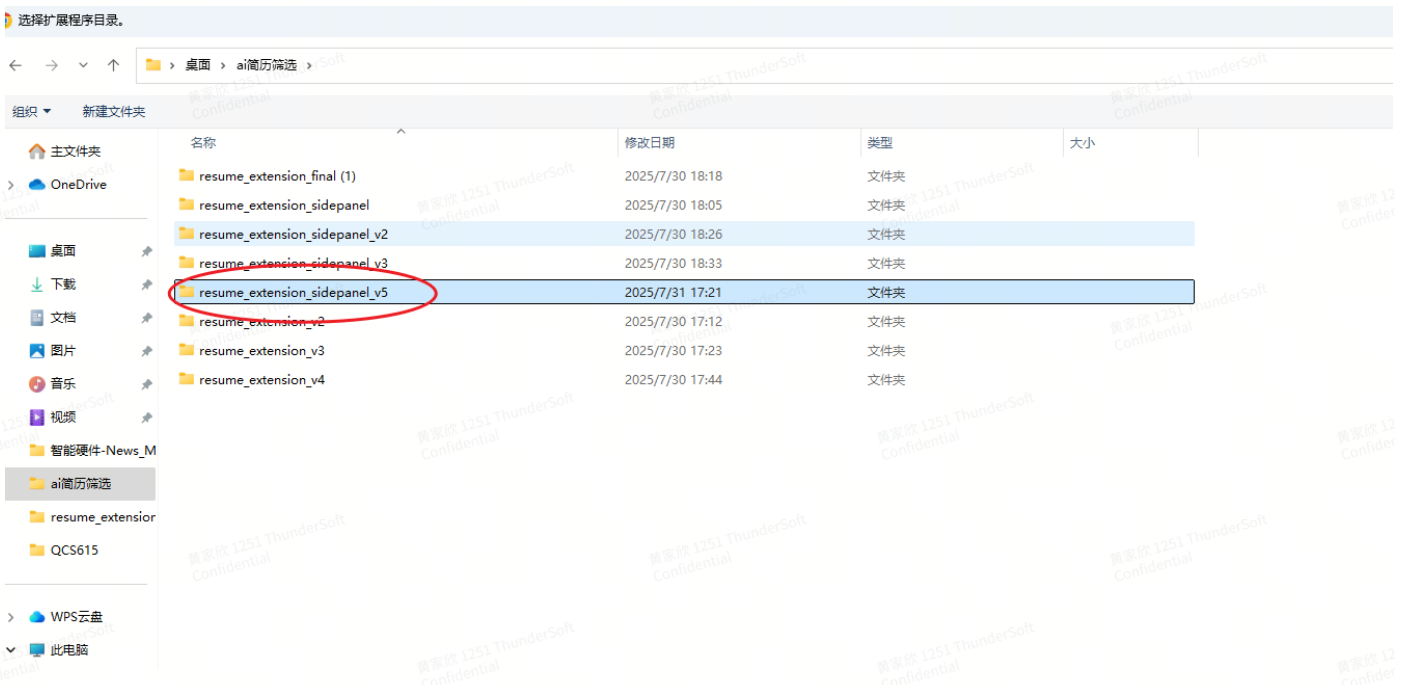 选择扩展程序目录。
桌面 ai简历筛选
组织 新建文件夹
名称 修改日期 类型 大小
主文件夹
OneDrive
桌面
下载
文档
图片
音乐
视频
智能硬件-News_M
ai简历筛选
resume_extension
QCS615
WPS云盘
此电脑
resume_extension_final (1) 2025/7/30 18:18 文件夹
resume_extension_sidepanel 2025/7/30 18:05 文件夹
resume_extension_sidepanel_v2 2025/7/30 18:26 文件夹
resume_extension_sidepanel_v3 2025/7/30 18:33 文件夹
resume_extension_sidepanel_v5 2025/7/31 17:21 文件夹
resume_extension_v2 2025/7/30 17:12 文件夹
resume_extension_v3 2025/7/30 17:23 文件夹
resume_extension_v4 2025/7/30 17:44 文件夹
黄家欣 1251 ThunderSoft
Confidential